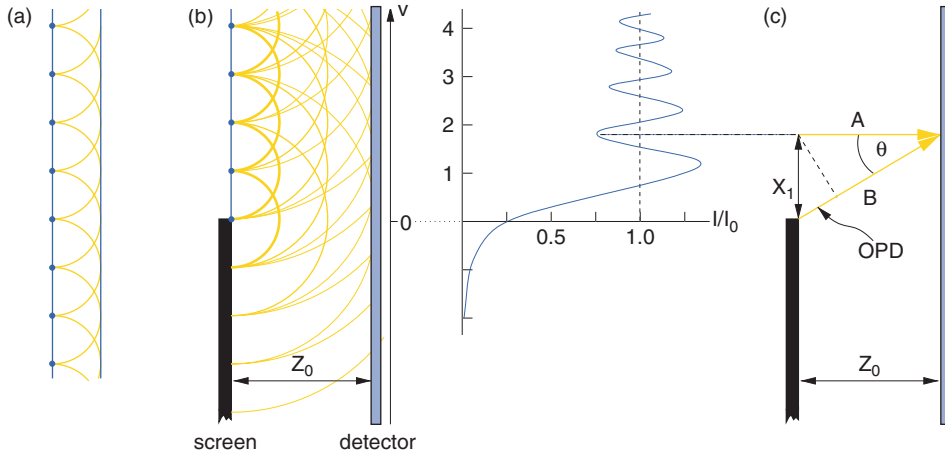 (a)
(b)
V
4
3
2
1
0
0.5
1.0
I/I0
Z0
screen
detector
(c)
A
θ
X1
B
OPD
Z0